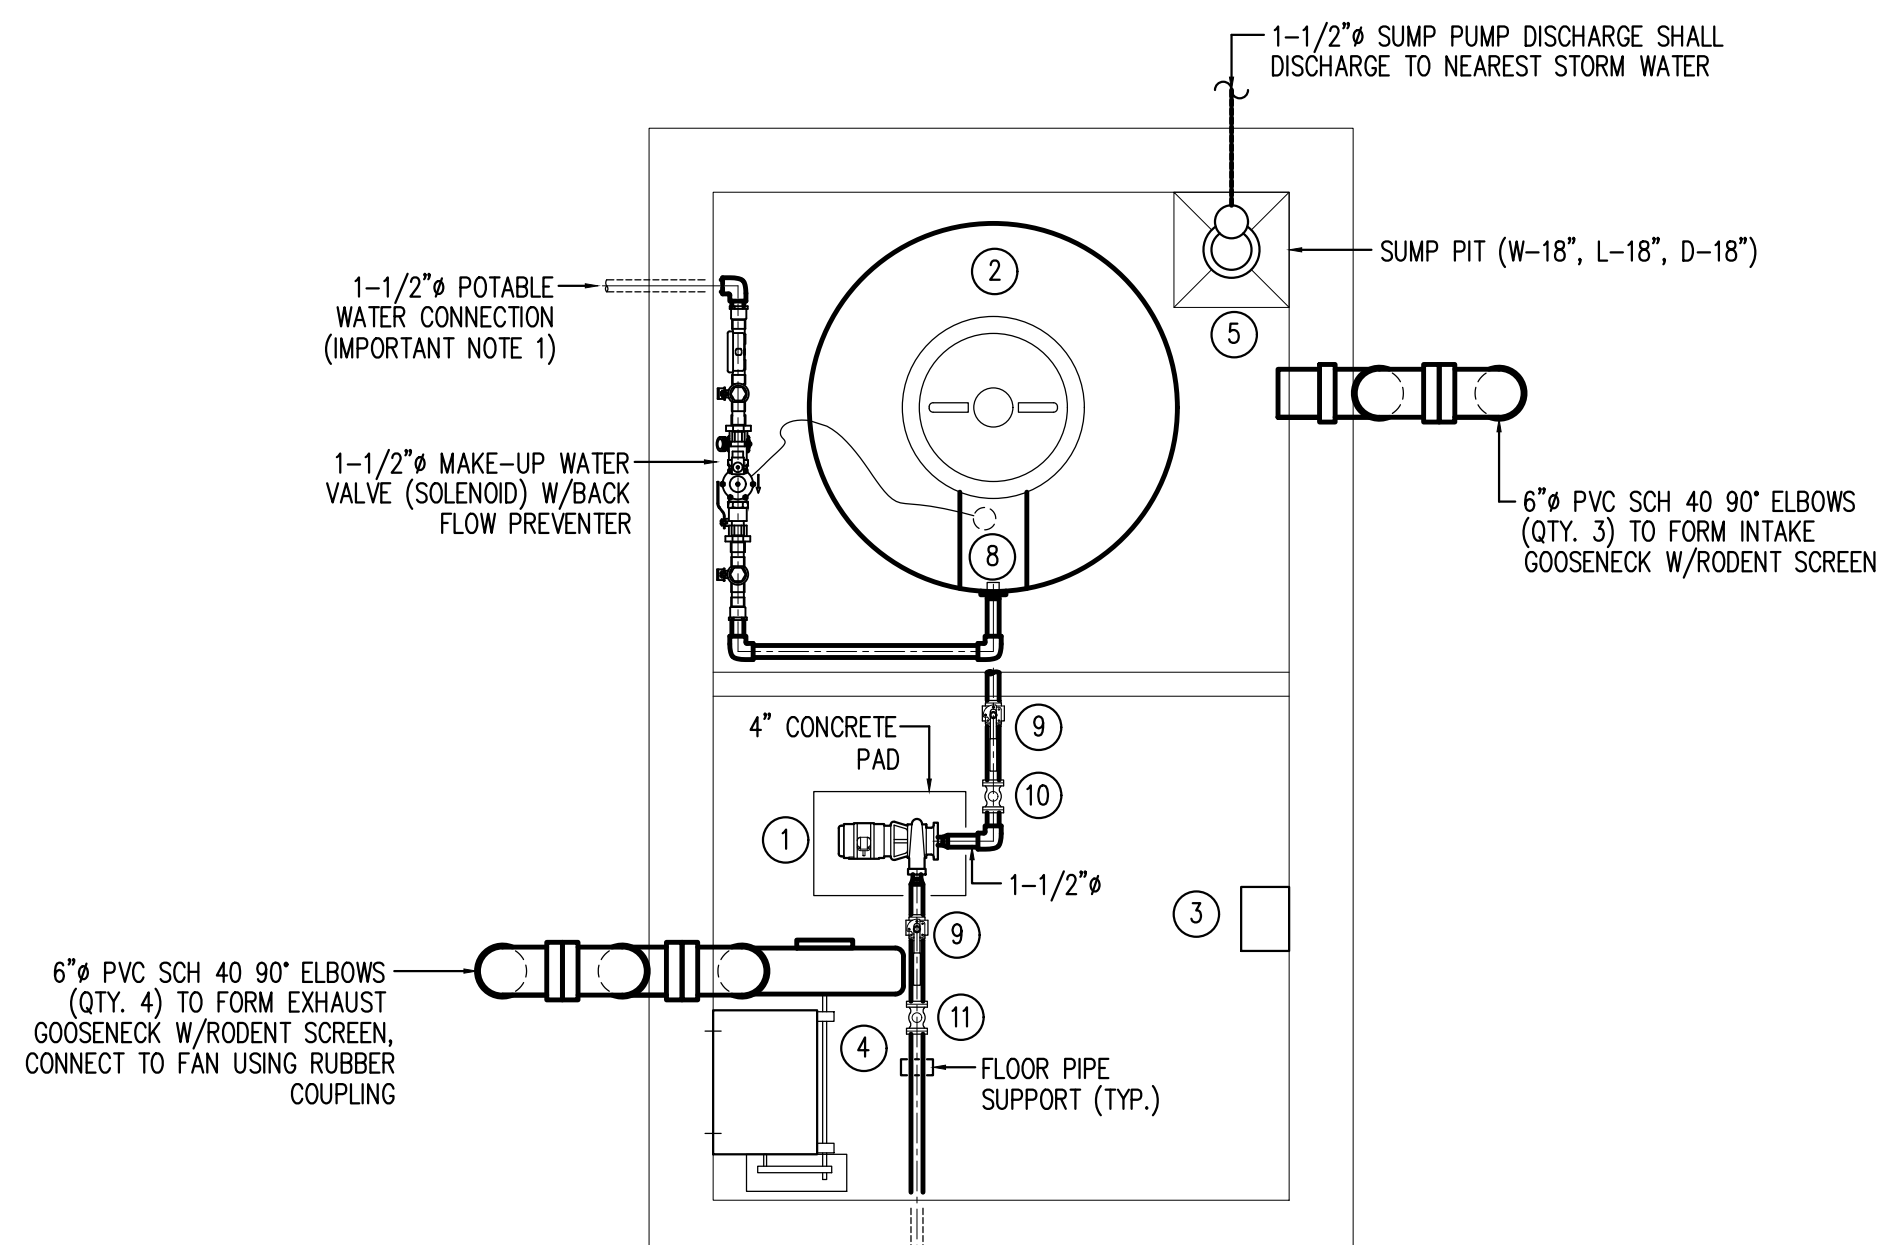 1-1/2"ø SUMP PUMP DISCHARGE SHALL
DISCHARGE TO NEAREST STORM WATER
SUMP PIT (W-18", L-18", D-18")
2
5
1-1/2"ø POTABLE
WATER CONNECTION
(IMPORTANT NOTE 1)
1-1/2"ø MAKE-UP WATER
VALVE (SOLENOID) W/BACK
FLOW PREVENTER
6"ø PVC SCH 40 90° ELBOWS
(QTY. 3) TO FORM INTAKE
GOOSENECK W/RODENT SCREEN
8
4" CONCRETE
PAD
9
10
1
1-1/2"ø
3
9
6"ø PVC SCH 40 90° ELBOWS
(QTY. 4) TO FORM EXHAUST
GOOSENECK W/RODENT SCREEN,
CONNECT TO FAN USING RUBBER
COUPLING
11
4
FLOOR PIPE
SUPPORT (TYP.)